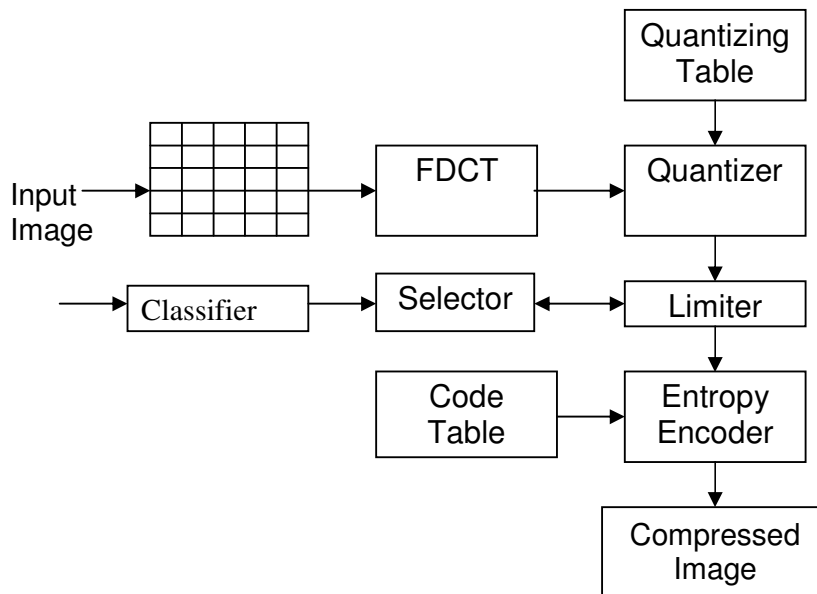 Quantizing
Table
Input
Image
FDCT
Quantizer
Classifier
Selector
Limiter
Code
Table
Entropy
Encoder
Compressed
Image